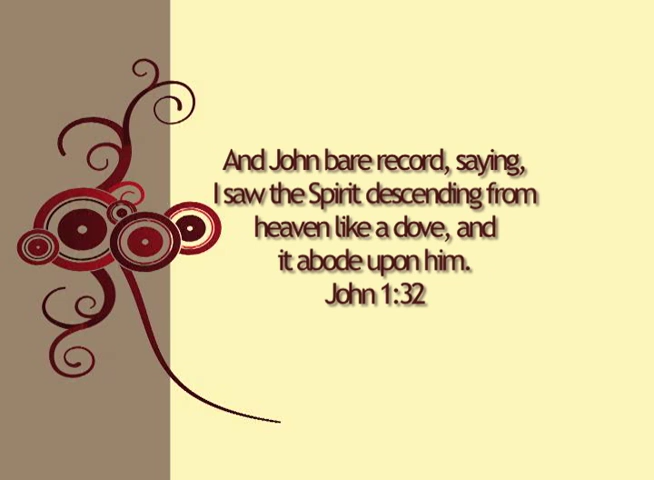 And John bare record, saying,
I saw the Spirit descending from
heaven like a dove, and
it abode upon him.
John 1:32